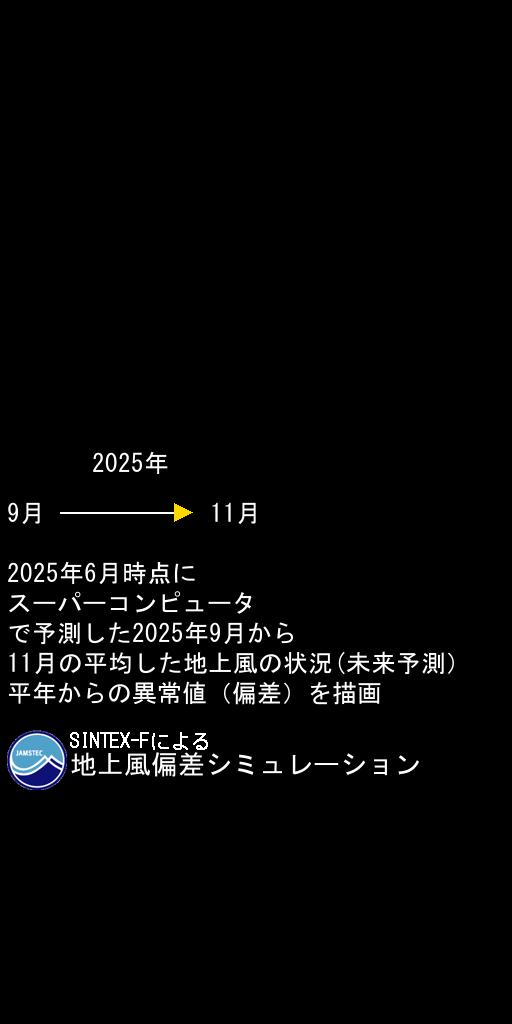 2025年
9月 11月
2025年6月時点に
スーパーコンピュータ
で予測した2025年9月から
11月の平均した地上風の状況(未来予測)
平年からの異常値（偏差）を描画
SINTEX-Fによる
JAMSTEC
地上風偏差シミュレーション